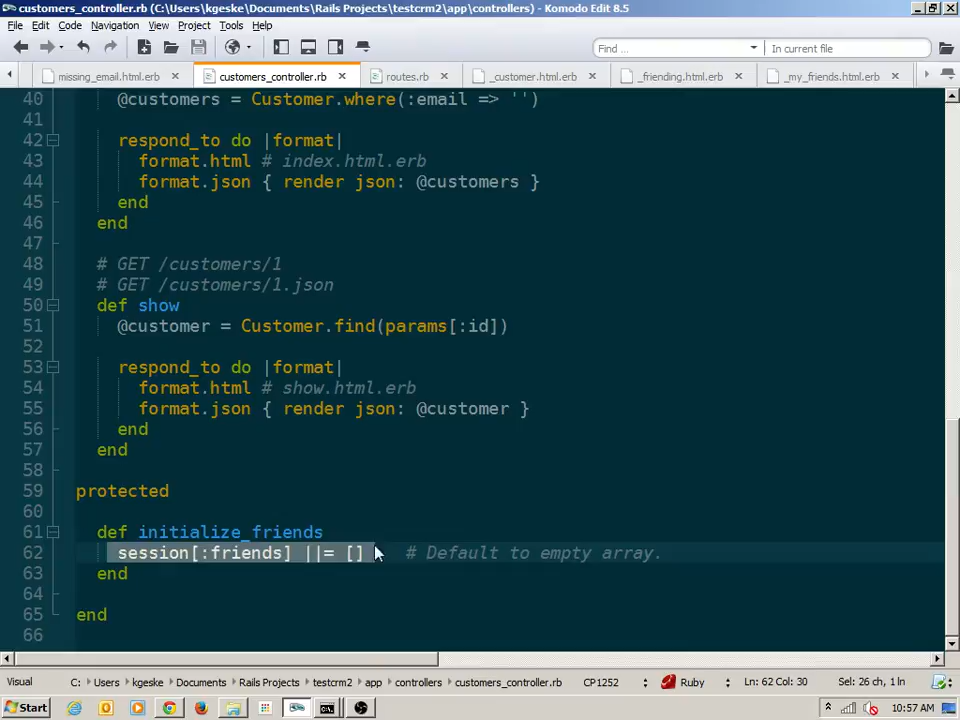 customers_controller.rb (C:\Users\kgeske\Documents\Rails Projects\testcrm2\app\controllers) - Komodo Edit 8.5
File Edit Code Navigation View Project Tools Help
Find... In current file
missing_email.html.erb customers_controller.rb routes.rb _customer.html.erb _friending.html.erb _my_friends.html.erb
40 @customers = Customer.where(:email => '')
41
42 respond_to do |format|
43 format.html # index.html.erb
44 format.json { render json: @customers }
45 end
46 end
47
48 # GET /customers/1
49 # GET /customers/1.json
50 def show
51 @customer = Customer.find(params[:id])
52
53 respond_to do |format|
54 format.html # show.html.erb
55 format.json { render json: @customer }
56 end
57 end
58
59 protected
60
61 def initialize_friends
62 session[:friends] ||= [] # Default to empty array.
63 end
64
65 end
66
Visual C: Users kgeske Documents Rails Projects testcrm2 app controllers customers_controller.rb CP1252 Ruby Ln: 62 Col: 30 Sel: 26 ch, 1 ln
Start 10:57 AM